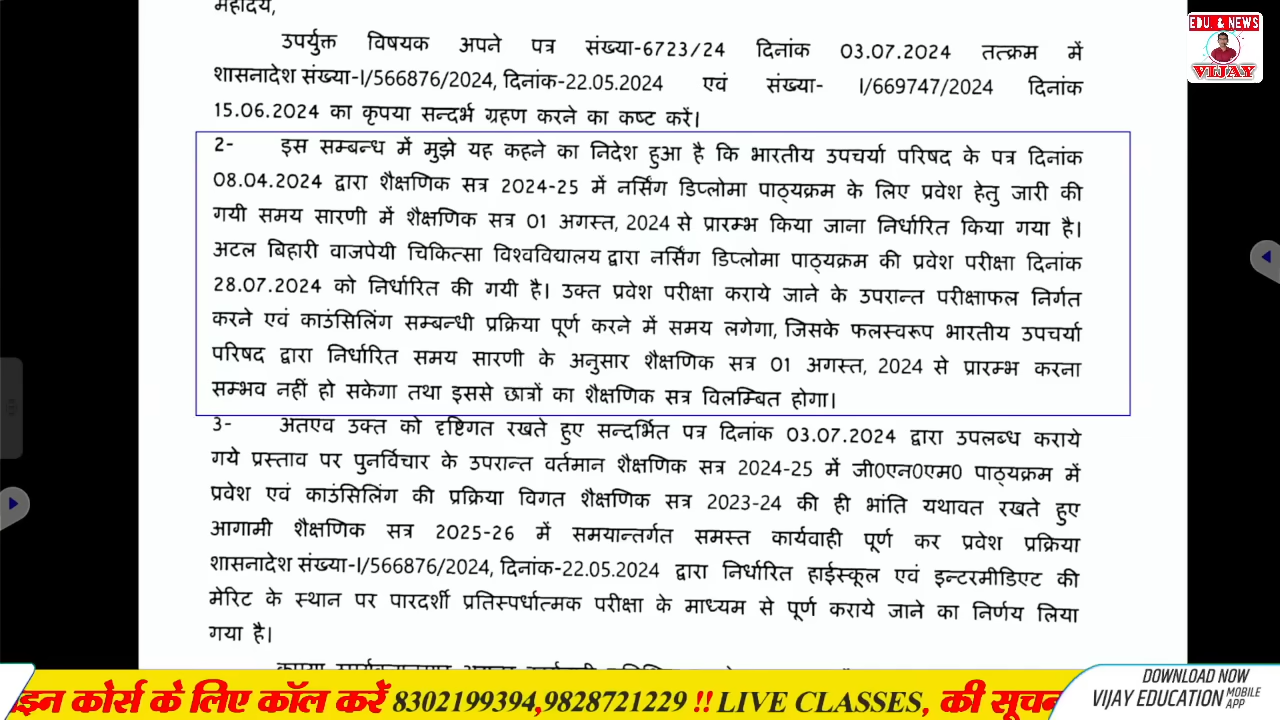 महोदय,
उपर्युक्त विषयक अपने पत्र संख्या-6723/24 दिनांक 03.07.2024 तत्क्रम में
शासनादेश संख्या-I/566876/2024, दिनांक-22.05.2024 एवं संख्या- I/669747/2024 दिनांक
15.06.2024 का कृपया सन्दर्भ ग्रहण करने का कष्ट करें।
2- इस सम्बन्ध में मुझे यह कहने का निदेश हुआ है कि भारतीय उपचर्या परिषद के पत्र दिनांक
08.04.2024 द्वारा शैक्षणिक सत्र 2024-25 में नर्सिंग डिप्लोमा पाठ्यक्रम के लिए प्रवेश हेतु जारी की
गयी समय सारणी में शैक्षणिक सत्र 01 अगस्त, 2024 से प्रारम्भ किया जाना निर्धारित किया गया है।
अटल बिहारी वाजपेयी चिकित्सा विश्वविद्यालय द्वारा नर्सिंग डिप्लोमा पाठ्यक्रम की प्रवेश परीक्षा दिनांक
28.07.2024 को निर्धारित की गयी है। उक्त प्रवेश परीक्षा कराये जाने के उपरान्त परीक्षाफल निर्गत
करने एवं काउंसिलिंग सम्बन्धी प्रक्रिया पूर्ण करने में समय लगेगा, जिसके फलस्वरूप भारतीय उपचर्या
परिषद द्वारा निर्धारित समय सारणी के अनुसार शैक्षणिक सत्र 01 अगस्त, 2024 से प्रारम्भ करना
सम्भव नहीं हो सकेगा तथा इससे छात्रों का शैक्षणिक सत्र विलम्बित होगा।
3- अतएव उक्त को दृष्टिगत रखते हुए सन्दर्भित पत्र दिनांक 03.07.2024 द्वारा उपलब्ध कराये
गये प्रस्ताव पर पुनर्विचार के उपरान्त वर्तमान शैक्षणिक सत्र 2024-25 में जी0एन0एम0 पाठ्यक्रम में
प्रवेश एवं काउंसिलिंग की प्रक्रिया विगत शैक्षणिक सत्र 2023-24 की ही भांति यथावत रखते हुए
आगामी शैक्षणिक सत्र 2025-26 में समयान्तर्गत समस्त कार्यवाही पूर्ण कर प्रवेश प्रक्रिया
शासनादेश संख्या-I/566876/2024, दिनांक-22.05.2024 द्वारा निर्धारित हाईस्कूल एवं इन्टरमीडिएट की
मेरिट के स्थान पर पारदर्शी प्रतिस्पर्धात्मक परीक्षा के माध्यम से पूर्ण कराये जाने का निर्णय लिया
गया है।
EDU. & NEWS
VIJAY
कोर्स के लिए कॉल करें 8302199394,9828721229 !! LIVE CLASSES, की
DOWNLOAD NOW
VIJAY EDUCATION MOBILE APP